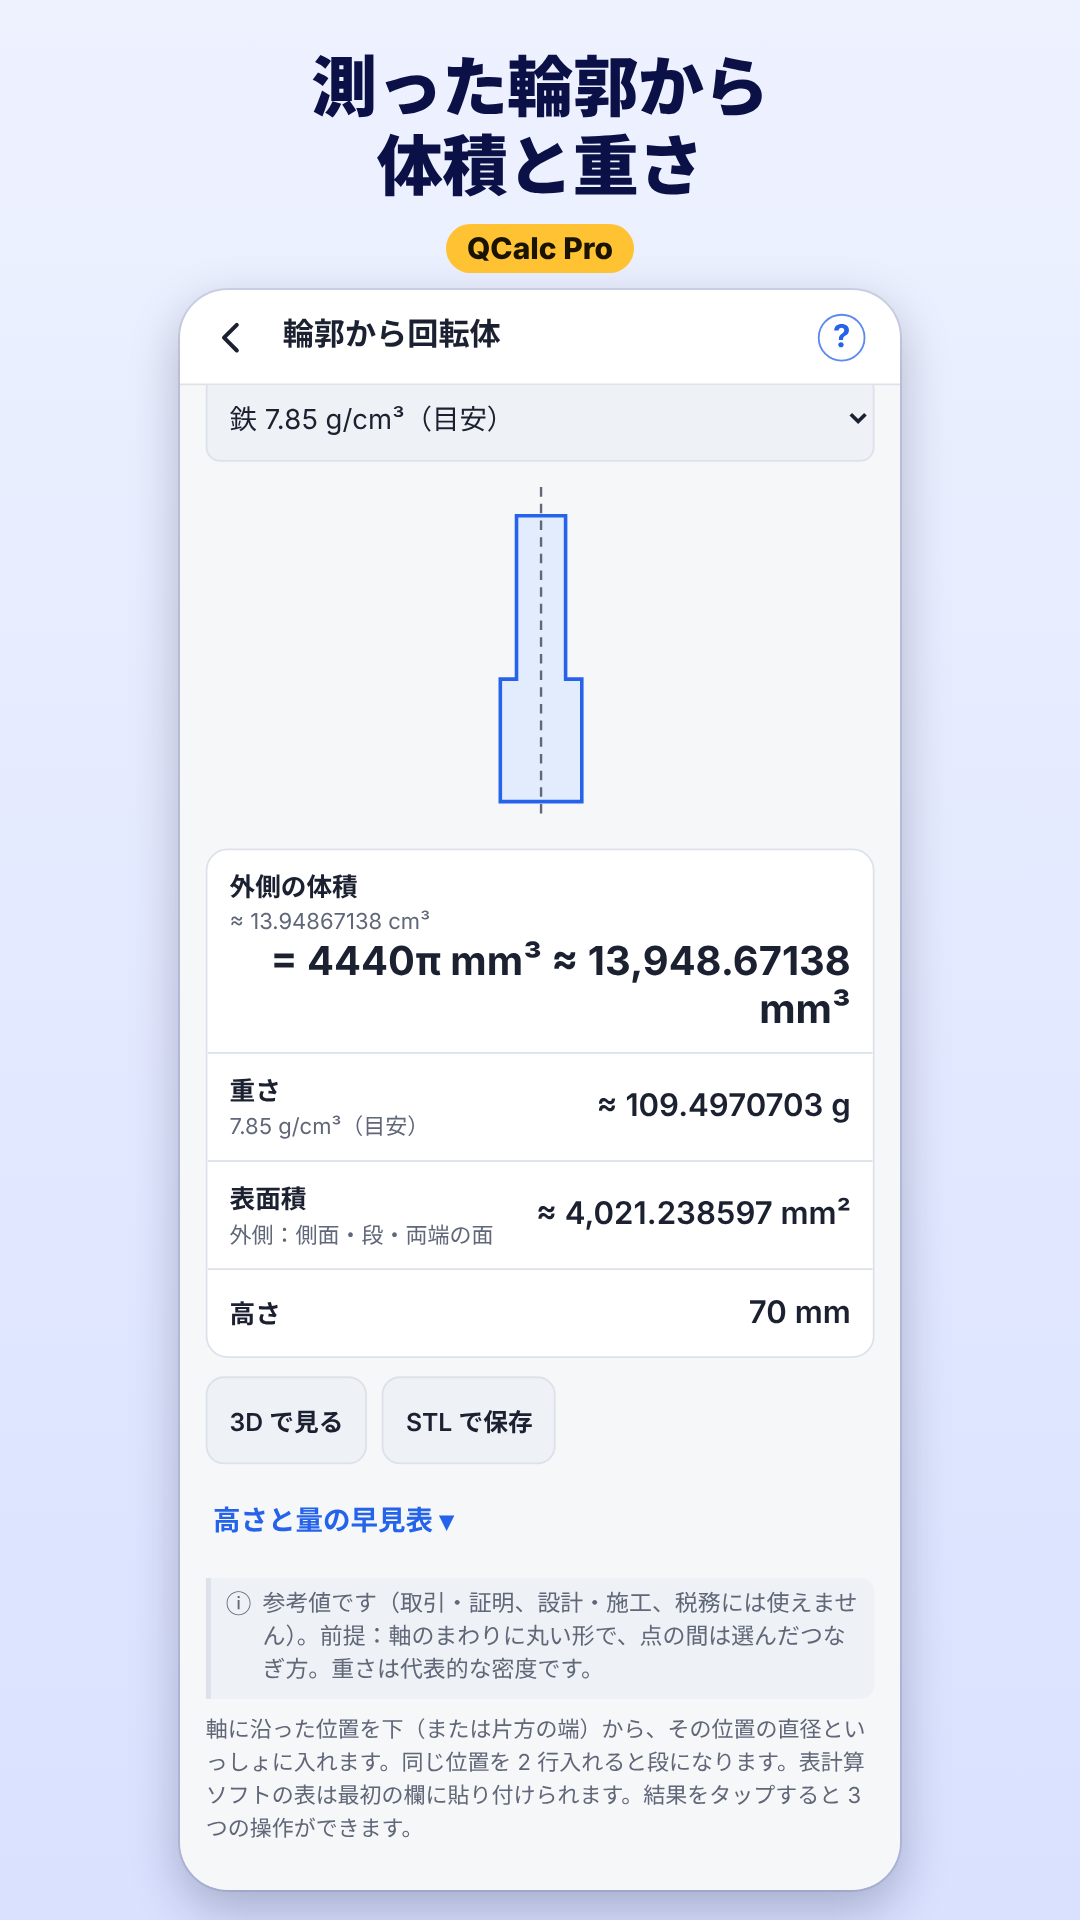 測った輪郭から
体積と重さ
QCalc Pro
輪郭から回転体
?
鉄 7.85 g/cm³（目安）
外側の体積
≈ 13.94867138 cm³
= 4440π mm³ ≈ 13,948.67138
mm³
重さ
7.85 g/cm³（目安）
≈ 109.4970703 g
表面積
外側：側面・段・両端の面
≈ 4,021.238597 mm²
高さ
70 mm
3D で見る
STL で保存
高さと量の早見表 ▾
ⓘ 参考値です（取引・証明、設計・施工、税務には使えませ
ん）。前提：軸のまわりに丸い形で、点の間は選んだつな
ぎ方。重さは代表的な密度です。
軸に沿った位置を下（または片方の端）から、その位置の直径とい
っしょに入れます。同じ位置を 2 行入れると段になります。表計算
ソフトの表は最初の欄に貼り付けられます。結果をタップすると 3
つの操作ができます。